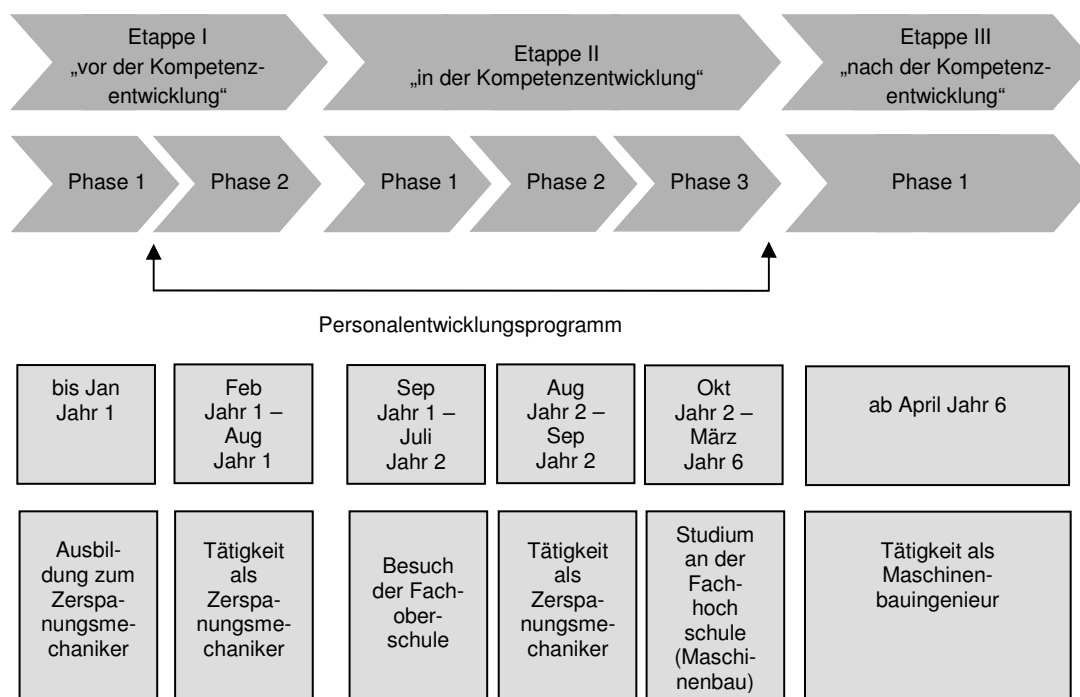 Etappe I
„vor der Kompetenz-
entwicklung“
Etappe II
„in der Kompetenzentwicklung“
Etappe III
„nach der Kompetenz-
entwicklung“
Phase 1
Phase 2
Phase 1
Phase 2
Phase 3
Phase 1
Personalentwicklungsprogramm
bis Jan
Jahr 1
Feb
Jahr 1 –
Aug
Jahr 1
Sep
Jahr 1 –
Juli
Jahr 2
Aug
Jahr 2 –
Sep
Jahr 2
Okt
Jahr 2 –
März
Jahr 6
ab April Jahr 6
Ausbil-
dung zum
Zerspa-
nungsme-
chaniker
Tätigkeit
als
Zerspa-
nungsme-
chaniker
Besuch
der Fach-
ober-
schule
Tätigkeit
als
Zerspa-
nungsme-
chaniker
Studium
an der
Fach-
hoch
schule
(Maschi-
nenbau)
Tätigkeit als
Maschinen-
bauingenieur